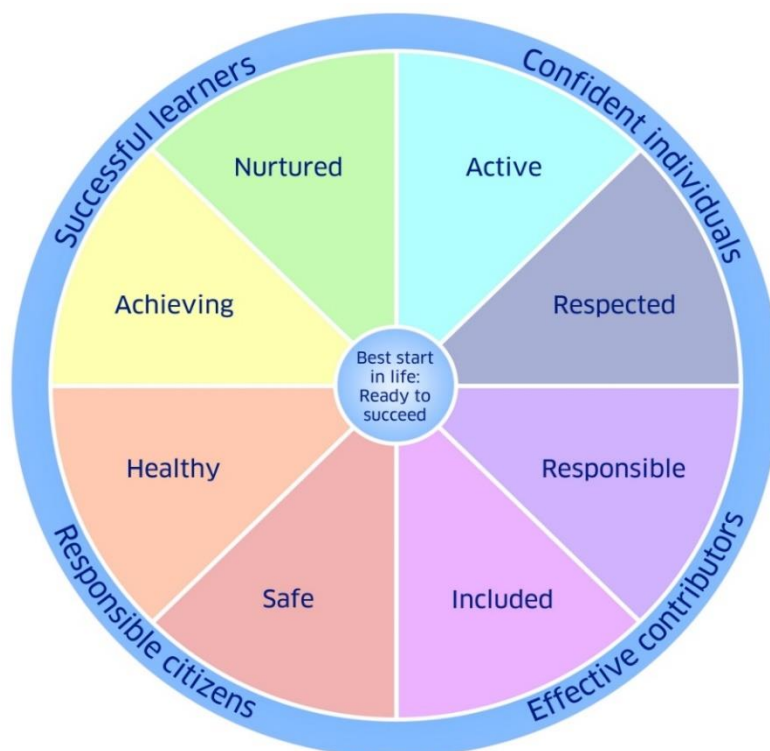 Successful learners
Confident individuals
Nurtured
Active
Achieving
Respected
Best start
in life:
Ready to
succeed
Healthy
Responsible
Safe
Included
Responsible citizens
Effective contributors